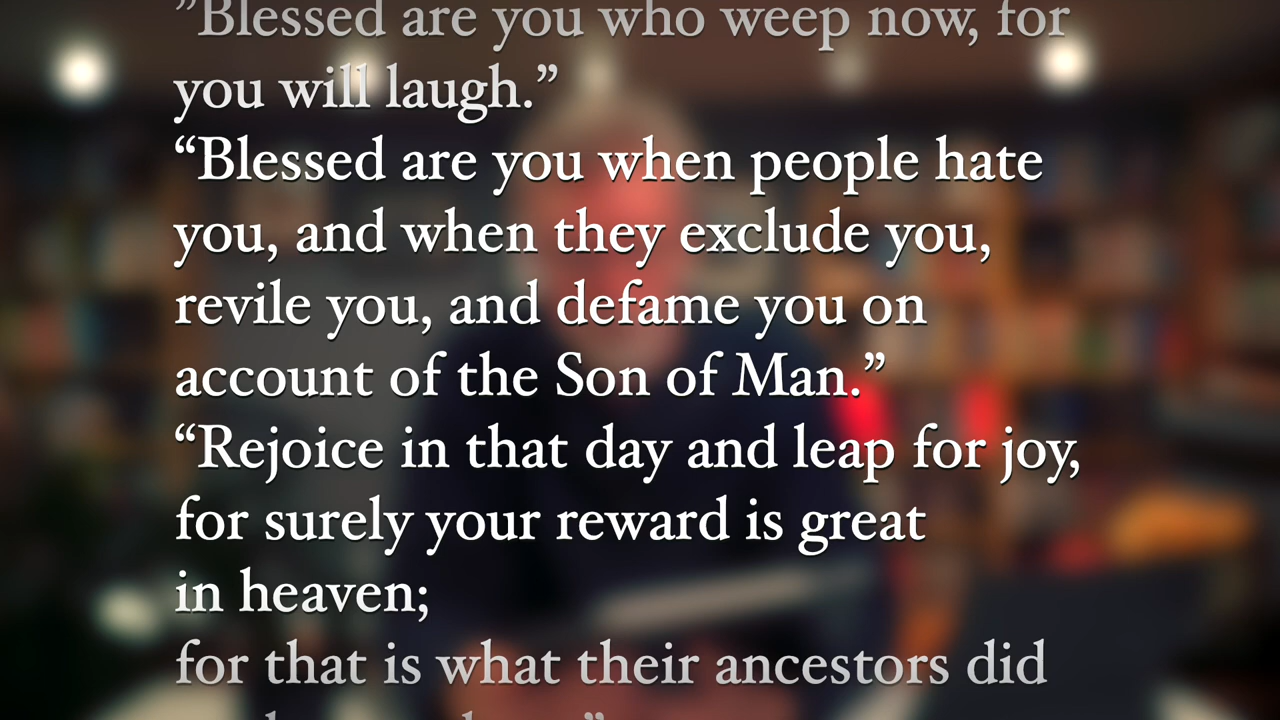 ”Blessed are you who weep now, for
you will laugh.”
“Blessed are you when people hate
you, and when they exclude you,
revile you, and defame you on
account of the Son of Man.”
“Rejoice in that day and leap for joy,
for surely your reward is great
in heaven;
for that is what their ancestors did